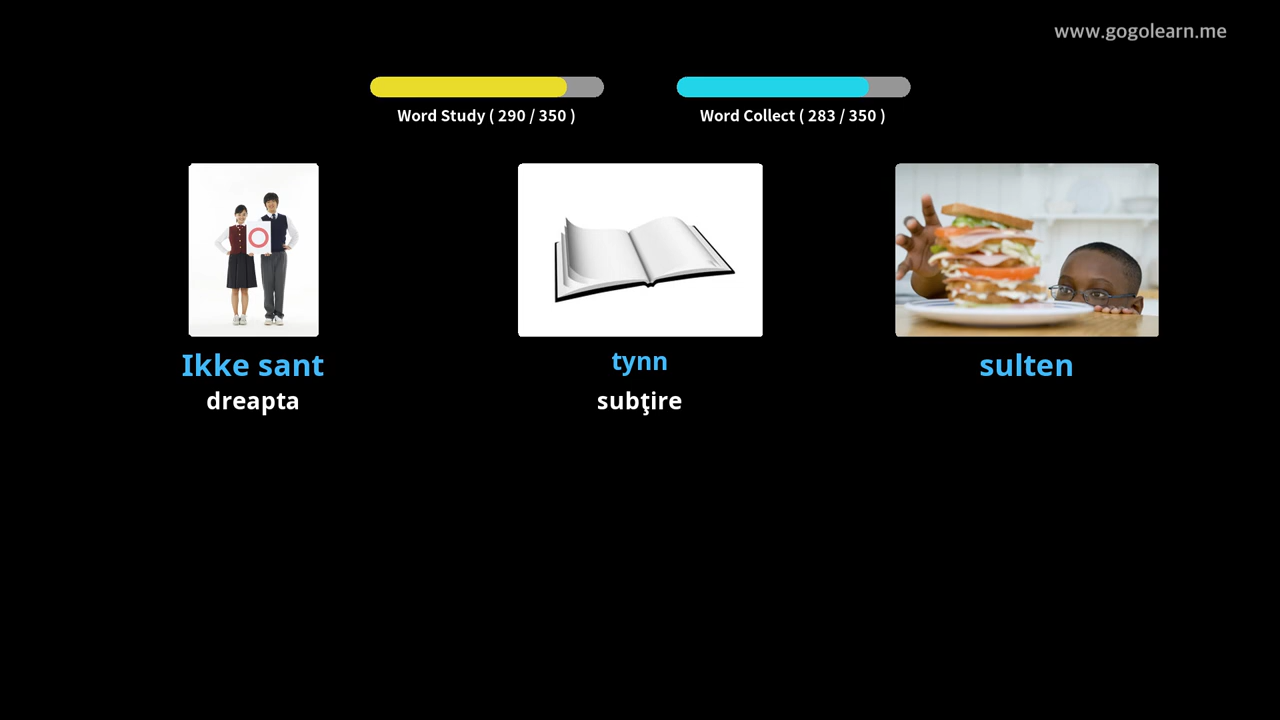 www.gogolearn.me
Word Study ( 290 / 350 )
Word Collect ( 283 / 350 )
Ikke sant
dreapta
tynn
subţire
sulten